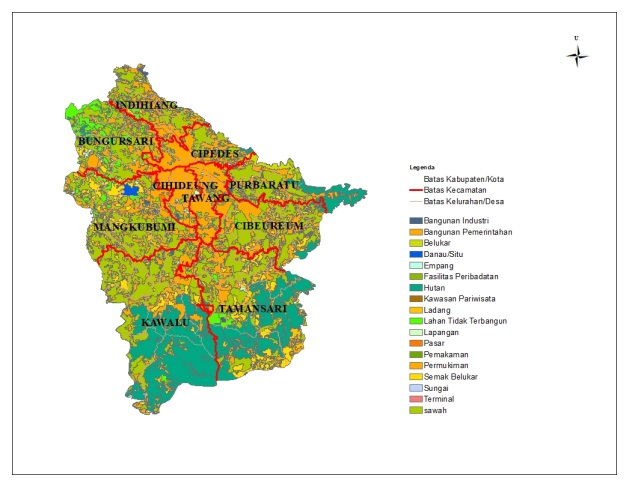 U
INDIHIANG
BUNGURSARI
CIPEDES
CIHIDEUNG
PURBARATU
TAWANG
MANGKUBUMI
CIBEUREUM
TAMANSARI
KAWALU
Legenda
Batas Kabupaten/Kota
Batas Kecamatan
Batas Kelurahan/Desa
Bangunan Industri
Bangunan Pemerintahan
Belukar
Danau/Situ
Empang
Fasilitas Peribadatan
Hutan
Kawasan Pariwisata
Ladang
Lahan Tidak Terbangun
Lapangan
Pasar
Pemakaman
Permukiman
Semak Belukar
Sungai
Terminal
sawah